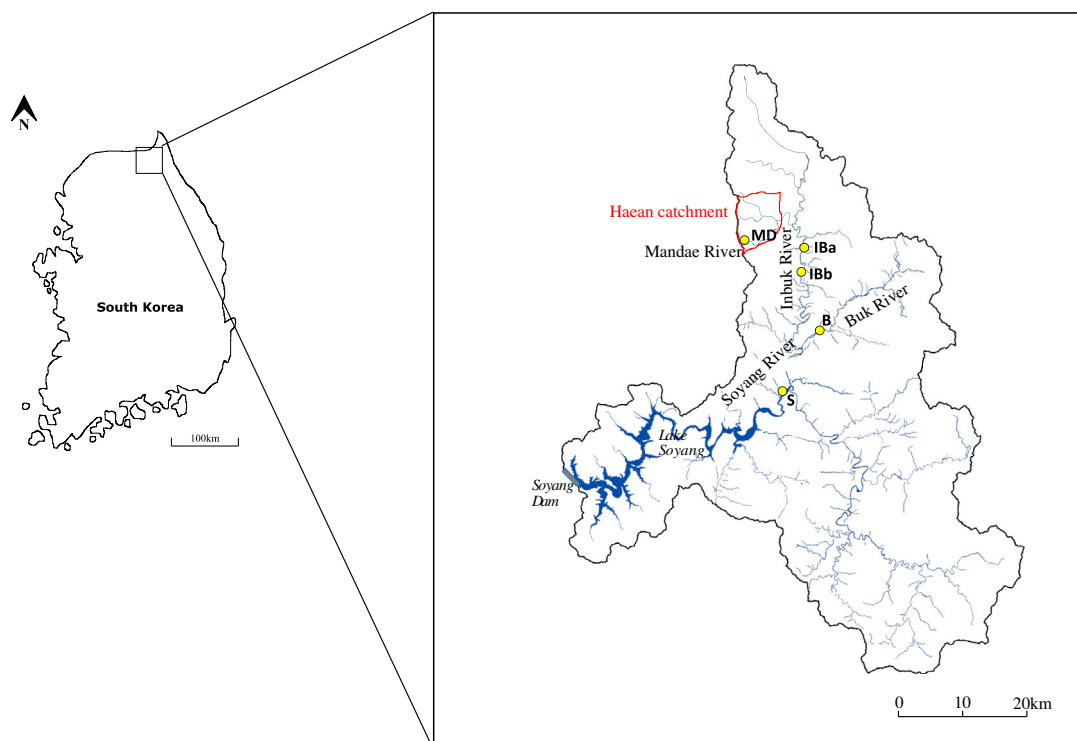 N
South Korea
100km
Haean catchment
MD
Mandae River
Inbuk River
IBa
IBb
B
Buk River
Soyang River
S
Lake
Soyang
Soyang
Dam
0 10 20km